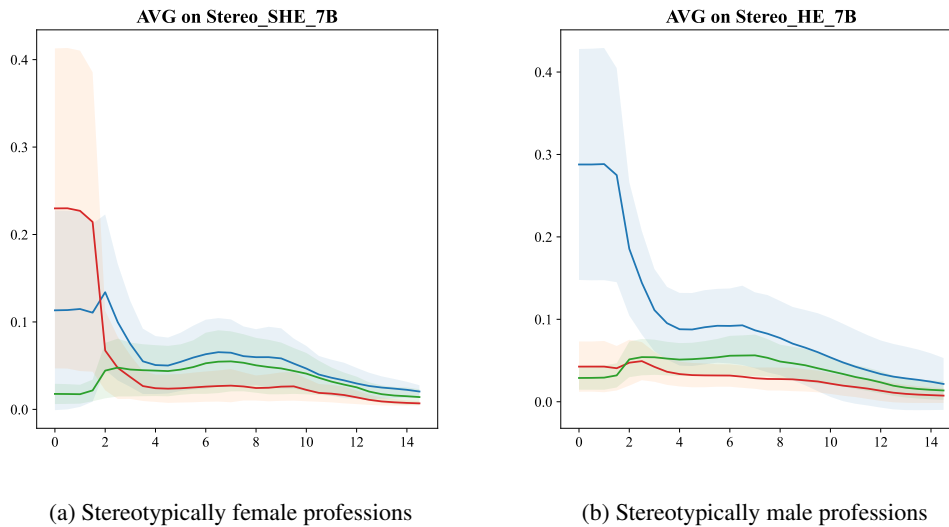 AVG on Stereo_SHE_7B
0.4
0.3
0.2
0.1
0.0
0 2 4 6 8 10 12 14
(a) Stereotypically female professions
AVG on Stereo_HE_7B
0.4
0.3
0.2
0.1
0.0
0 2 4 6 8 10 12 14
(b) Stereotypically male professions